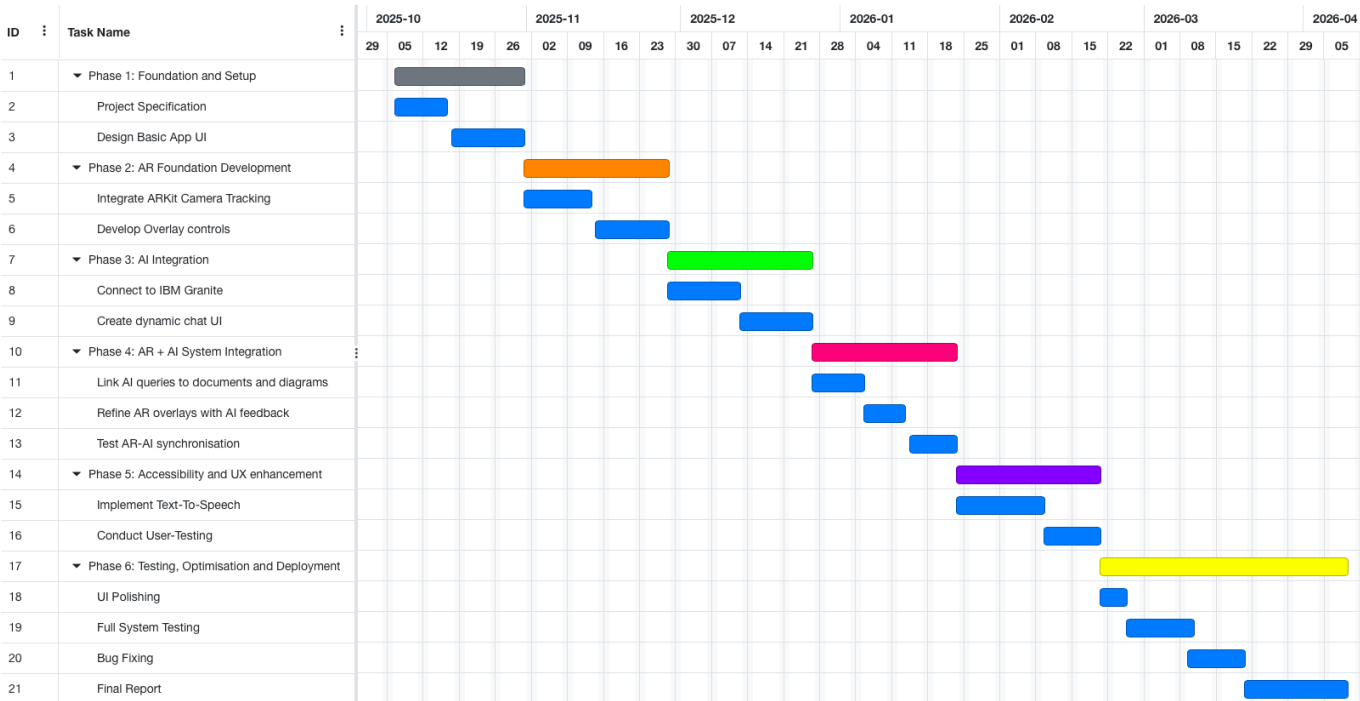 2025-10 2025-11 2025-12 2026-01 2026-02 2026-03 2026-04
ID Task Name
29 05 12 19 26 02 09 16 23 30 07 14 21 28 04 11 18 25 01 08 15 22 01 08 15 22 29 05
1 Phase 1: Foundation and Setup
2 Project Specification
3 Design Basic App UI
4 Phase 2: AR Foundation Development
5 Integrate ARKit Camera Tracking
6 Develop Overlay controls
7 Phase 3: AI Integration
8 Connect to IBM Granite
9 Create dynamic chat UI
10 Phase 4: AR + AI System Integration
11 Link AI queries to documents and diagrams
12 Refine AR overlays with AI feedback
13 Test AR-AI synchronisation
14 Phase 5: Accessibility and UX enhancement
15 Implement Text-To-Speech
16 Conduct User-Testing
17 Phase 6: Testing, Optimisation and Deployment
18 UI Polishing
19 Full System Testing
20 Bug Fixing
21 Final Report